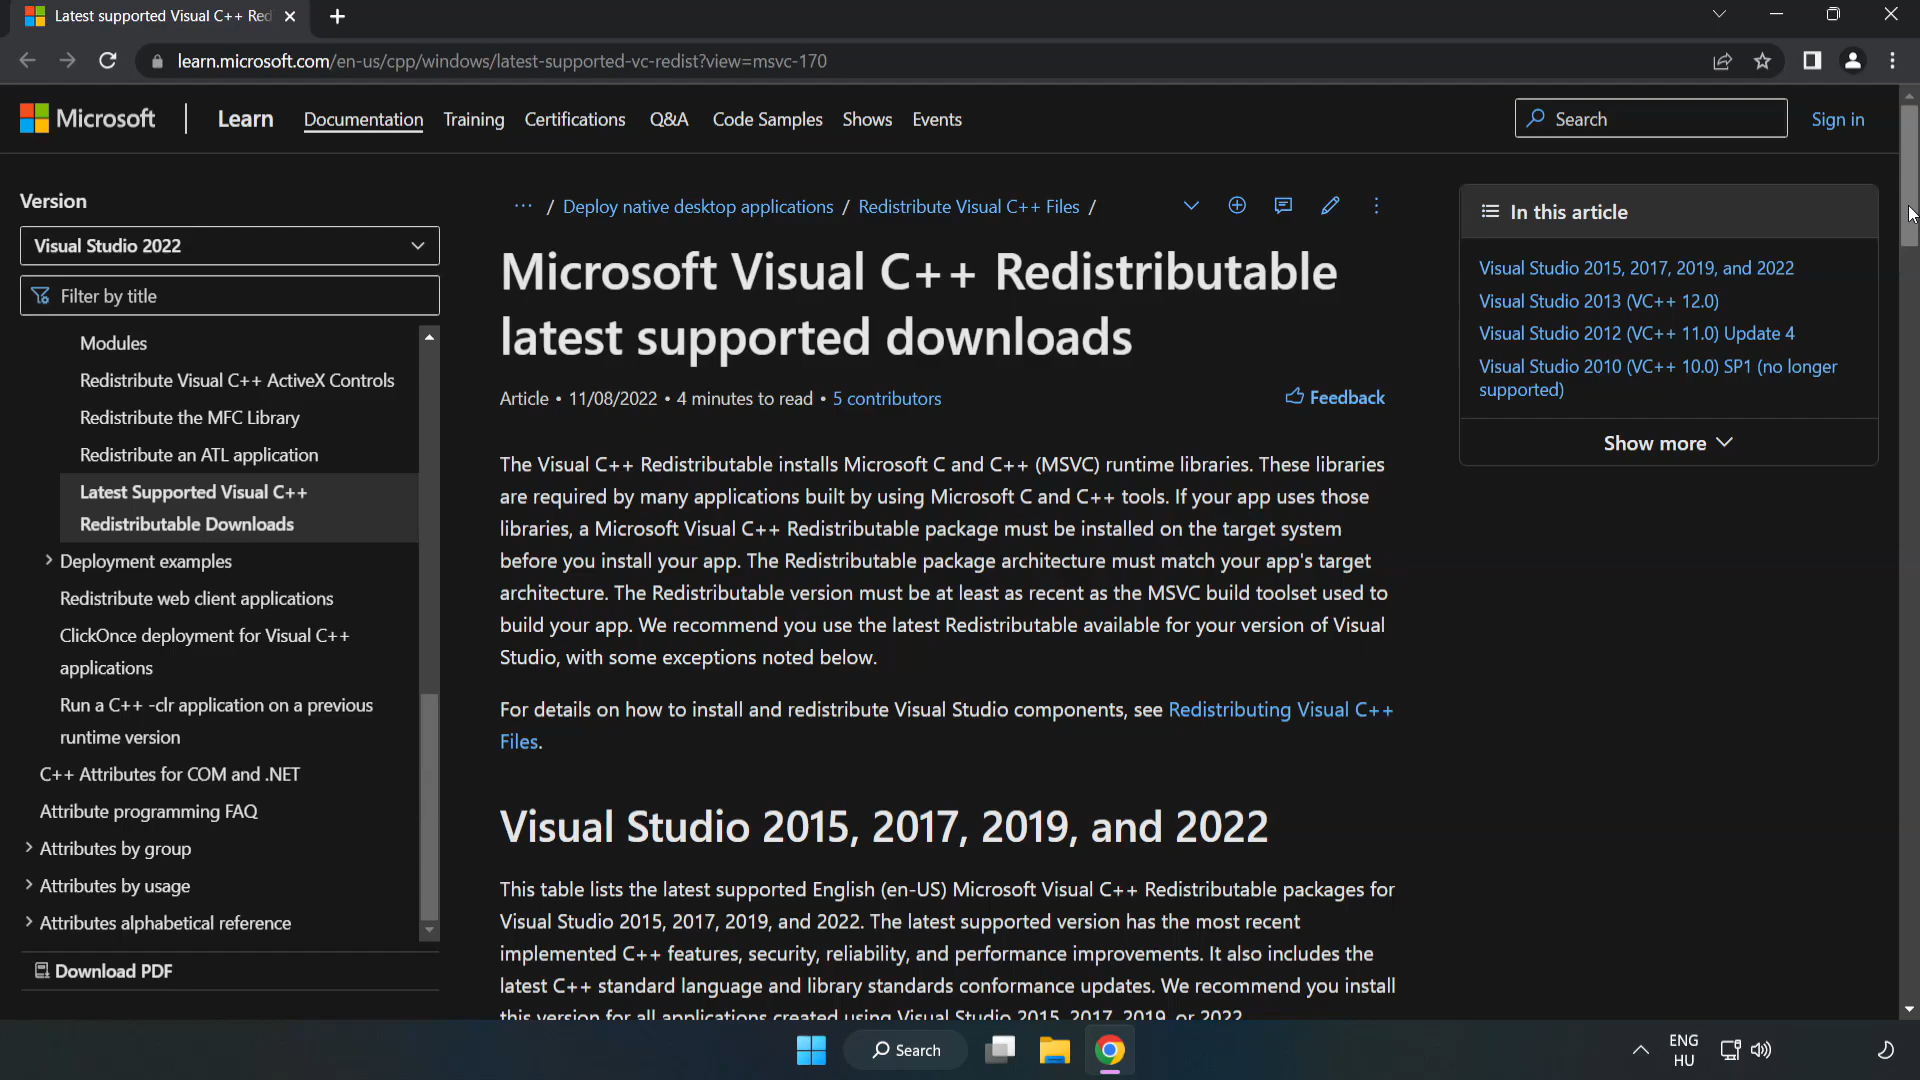 Latest supported Visual C++ Red
learn.microsoft.com/en-us/cpp/windows/latest-supported-vc-redist?view=msvc-170
Microsoft
Learn
Documentation
Training
Certifications
Q&A
Code Samples
Shows
Events
Search
Sign in
Version
Visual Studio 2022
Filter by title
Modules
Redistribute Visual C++ ActiveX Controls
Redistribute the MFC Library
Redistribute an ATL application
Latest Supported Visual C++
Redistributable Downloads
Deployment examples
Redistribute web client applications
ClickOnce deployment for Visual C++
applications
Run a C++ -clr application on a previous
runtime version
C++ Attributes for COM and .NET
Attribute programming FAQ
Attributes by group
Attributes by usage
Attributes alphabetical reference
Download PDF
··· / Deploy native desktop applications / Redistribute Visual C++ Files /
Microsoft Visual C++ Redistributable
latest supported downloads
Article • 11/08/2022 • 4 minutes to read • 5 contributors
Feedback
The Visual C++ Redistributable installs Microsoft C and C++ (MSVC) runtime libraries. These libraries
are required by many applications built by using Microsoft C and C++ tools. If your app uses those
libraries, a Microsoft Visual C++ Redistributable package must be installed on the target system
before you install your app. The Redistributable package architecture must match your app's target
architecture. The Redistributable version must be at least as recent as the MSVC build toolset used to
build your app. We recommend you use the latest Redistributable available for your version of Visual
Studio, with some exceptions noted below.
For details on how to install and redistribute Visual Studio components, see Redistributing Visual C++
Files.
Visual Studio 2015, 2017, 2019, and 2022
This table lists the latest supported English (en-US) Microsoft Visual C++ Redistributable packages for
Visual Studio 2015, 2017, 2019, and 2022. The latest supported version has the most recent
implemented C++ features, security, reliability, and performance improvements. It also includes the
latest C++ standard language and library standards conformance updates. We recommend you install
this version for all applications created using Visual Studio 2015, 2017, 2019, or 2022.
In this article
Visual Studio 2015, 2017, 2019, and 2022
Visual Studio 2013 (VC++ 12.0)
Visual Studio 2012 (VC++ 11.0) Update 4
Visual Studio 2010 (VC++ 10.0) SP1 (no longer
supported)
Show more
Search
ENG
HU